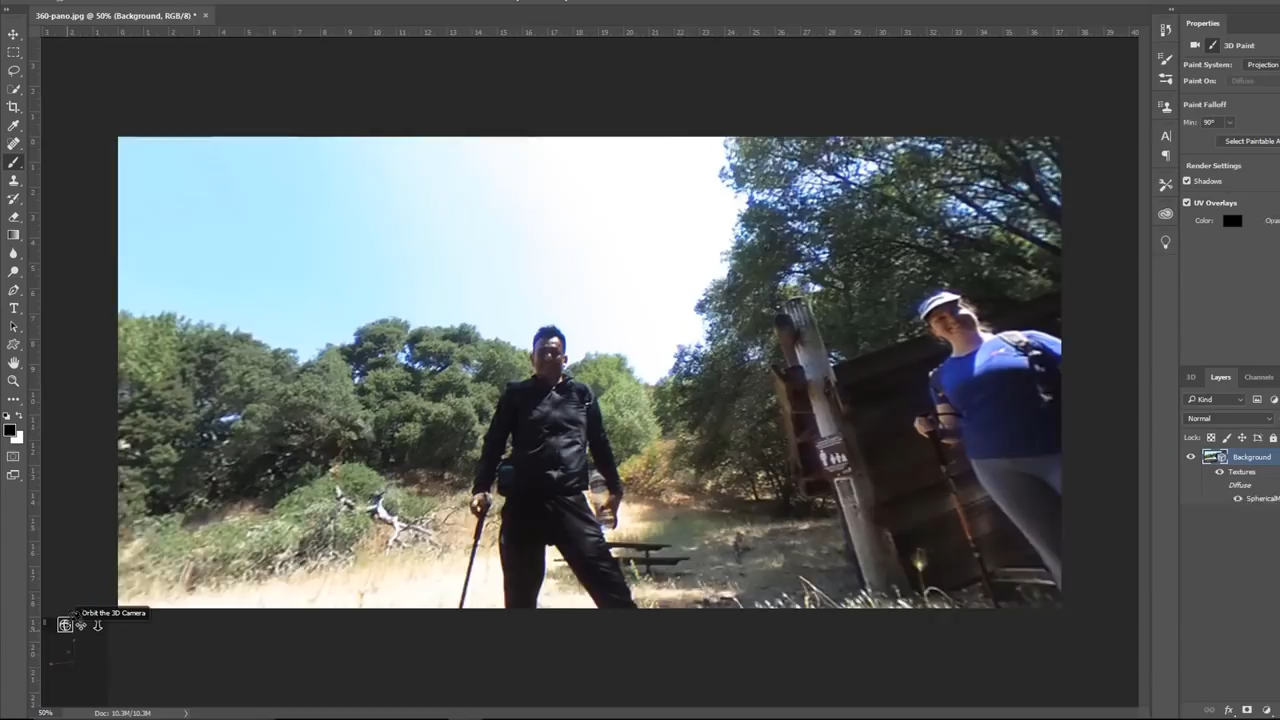 360-pano.jpg @ 50% (Background, RGB/8) *
Properties
3D Paint
Paint System: Projection
Paint On: Diffuse
Paint Falloff
Min: 90°
Select Paintable A
Render Settings
Shadows
UV Overlays
Color:
Opa
3D Layers Channels
Kind
Normal
Lock:
Background
Textures
Diffuse
SphericalM
Orbit the 3D Camera
50% Doc: 10.3M/10.3M